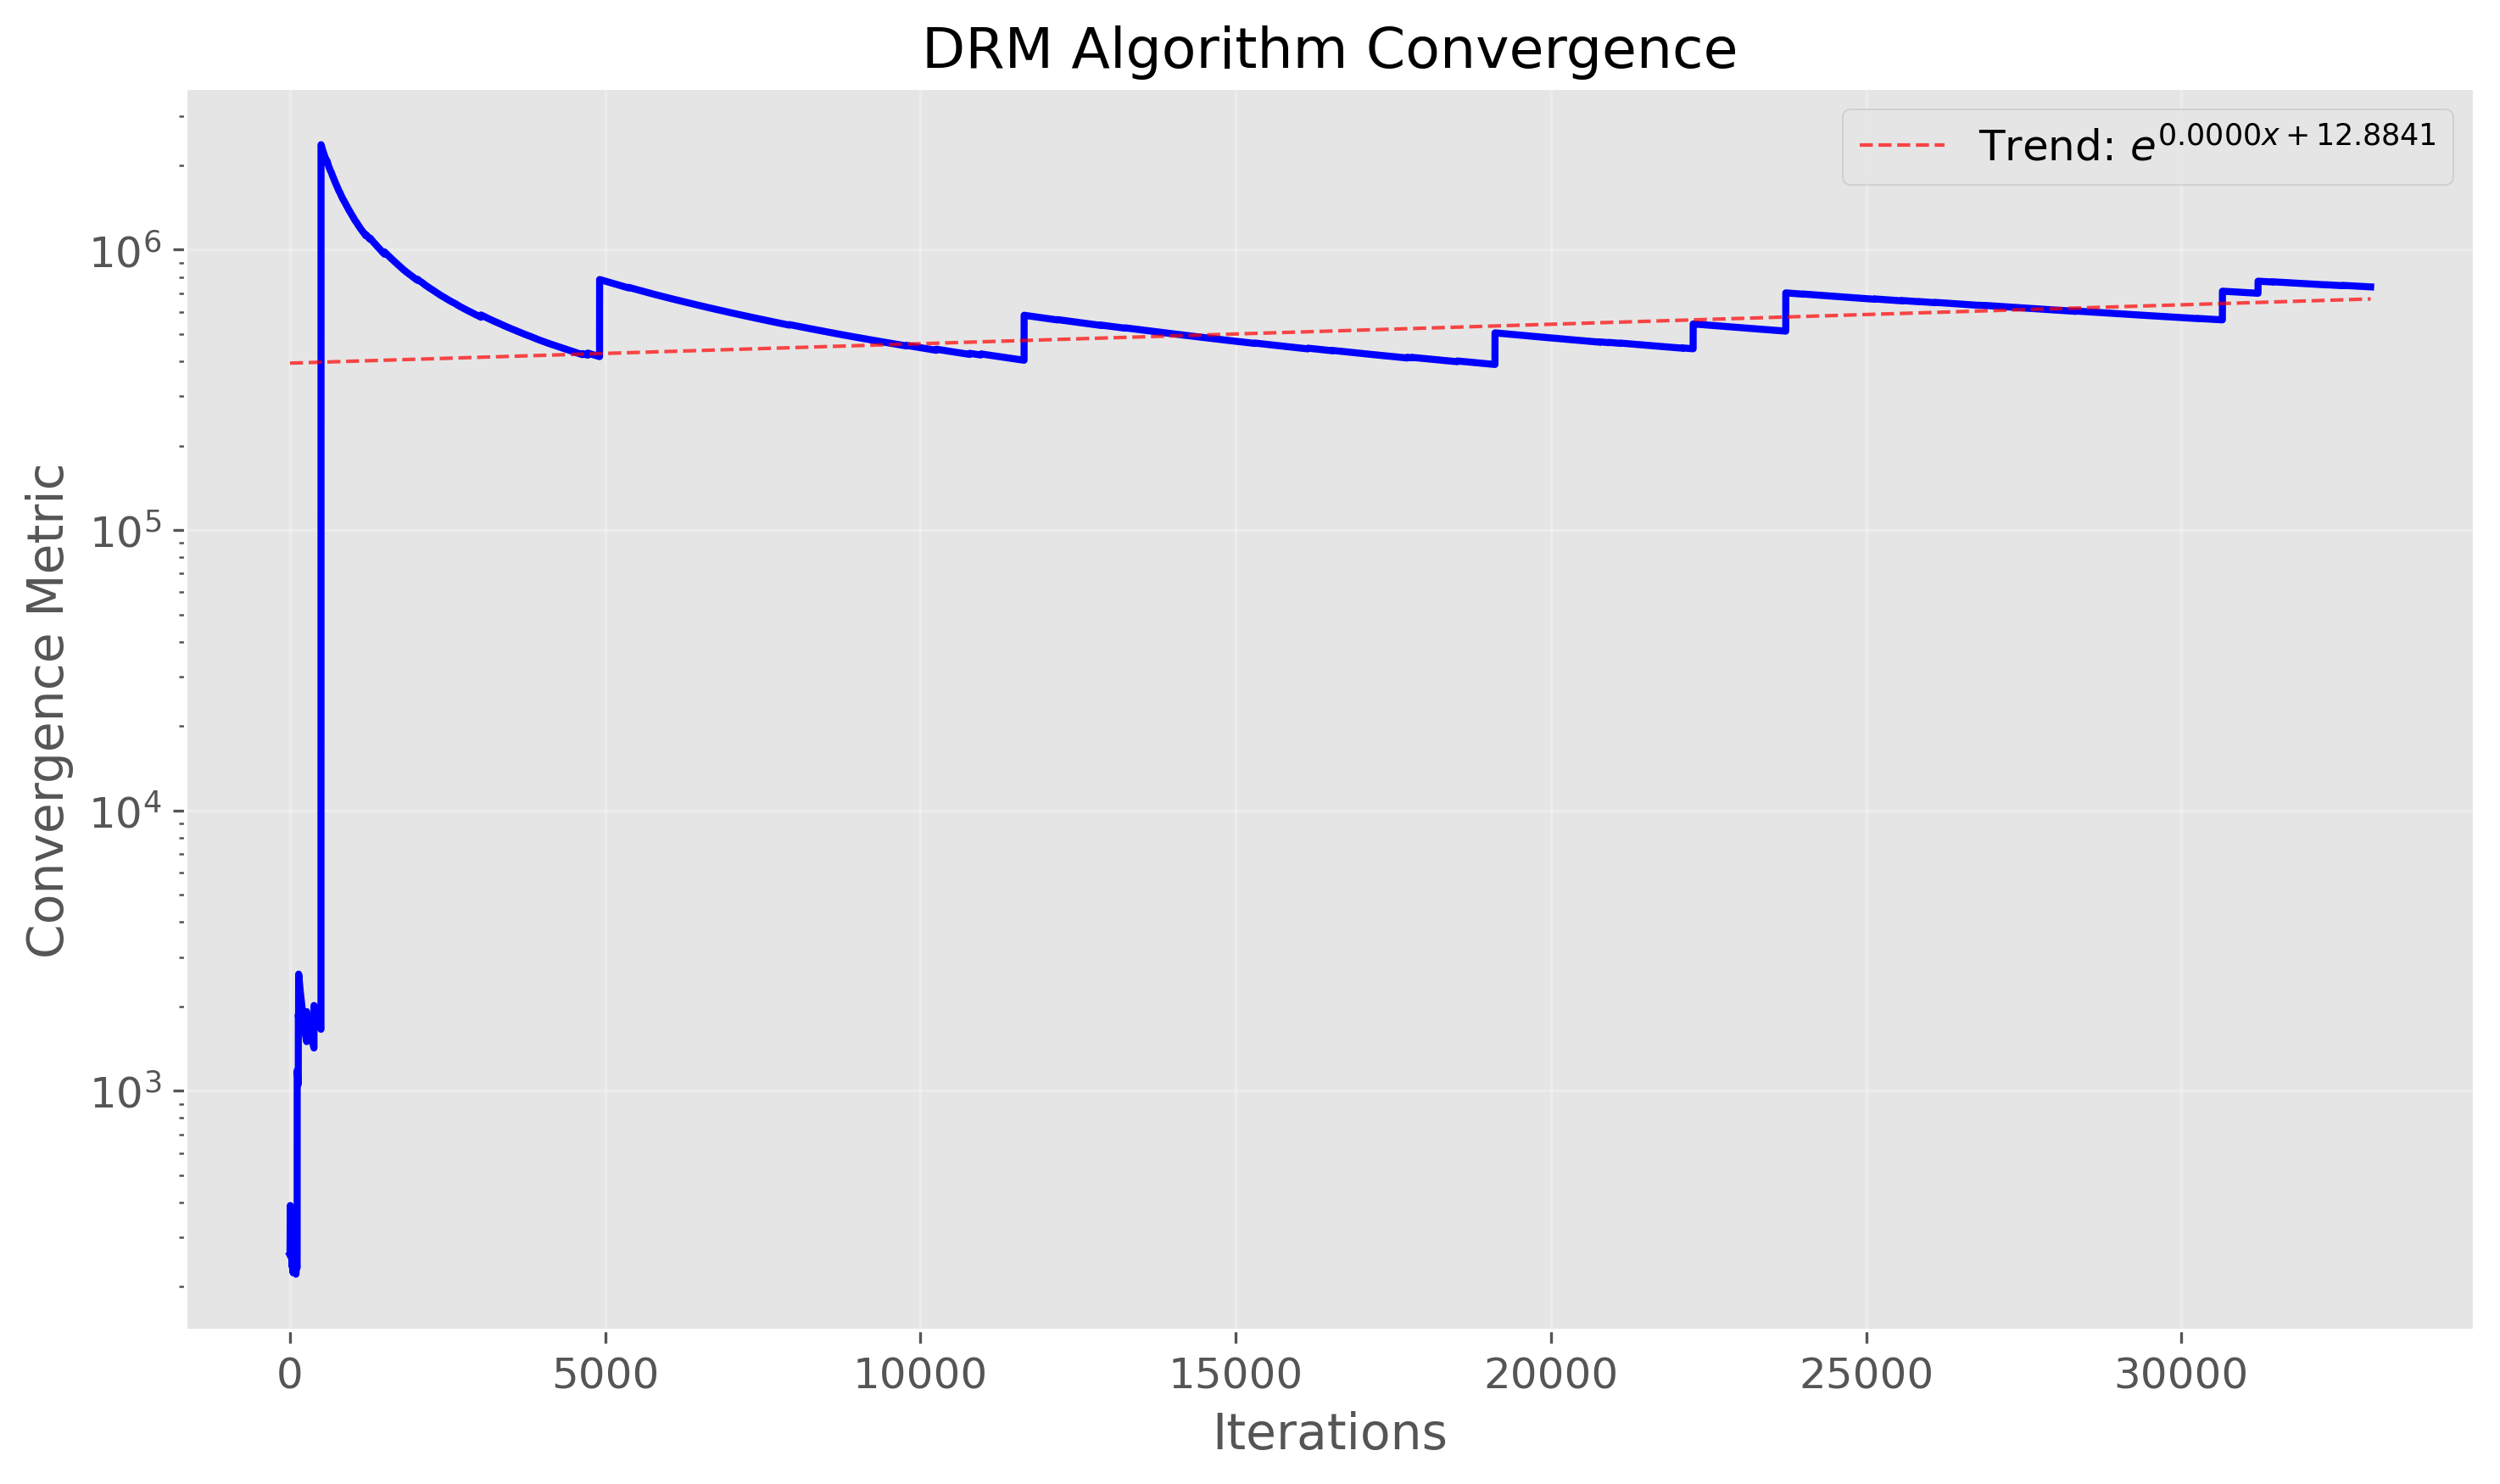 DRM Algorithm Convergence
Trend: e^{0.0000x + 12.8841}
Convergence Metric
10^6
10^5
10^4
10^3
0 5000 10000 15000 20000 25000 30000
Iterations